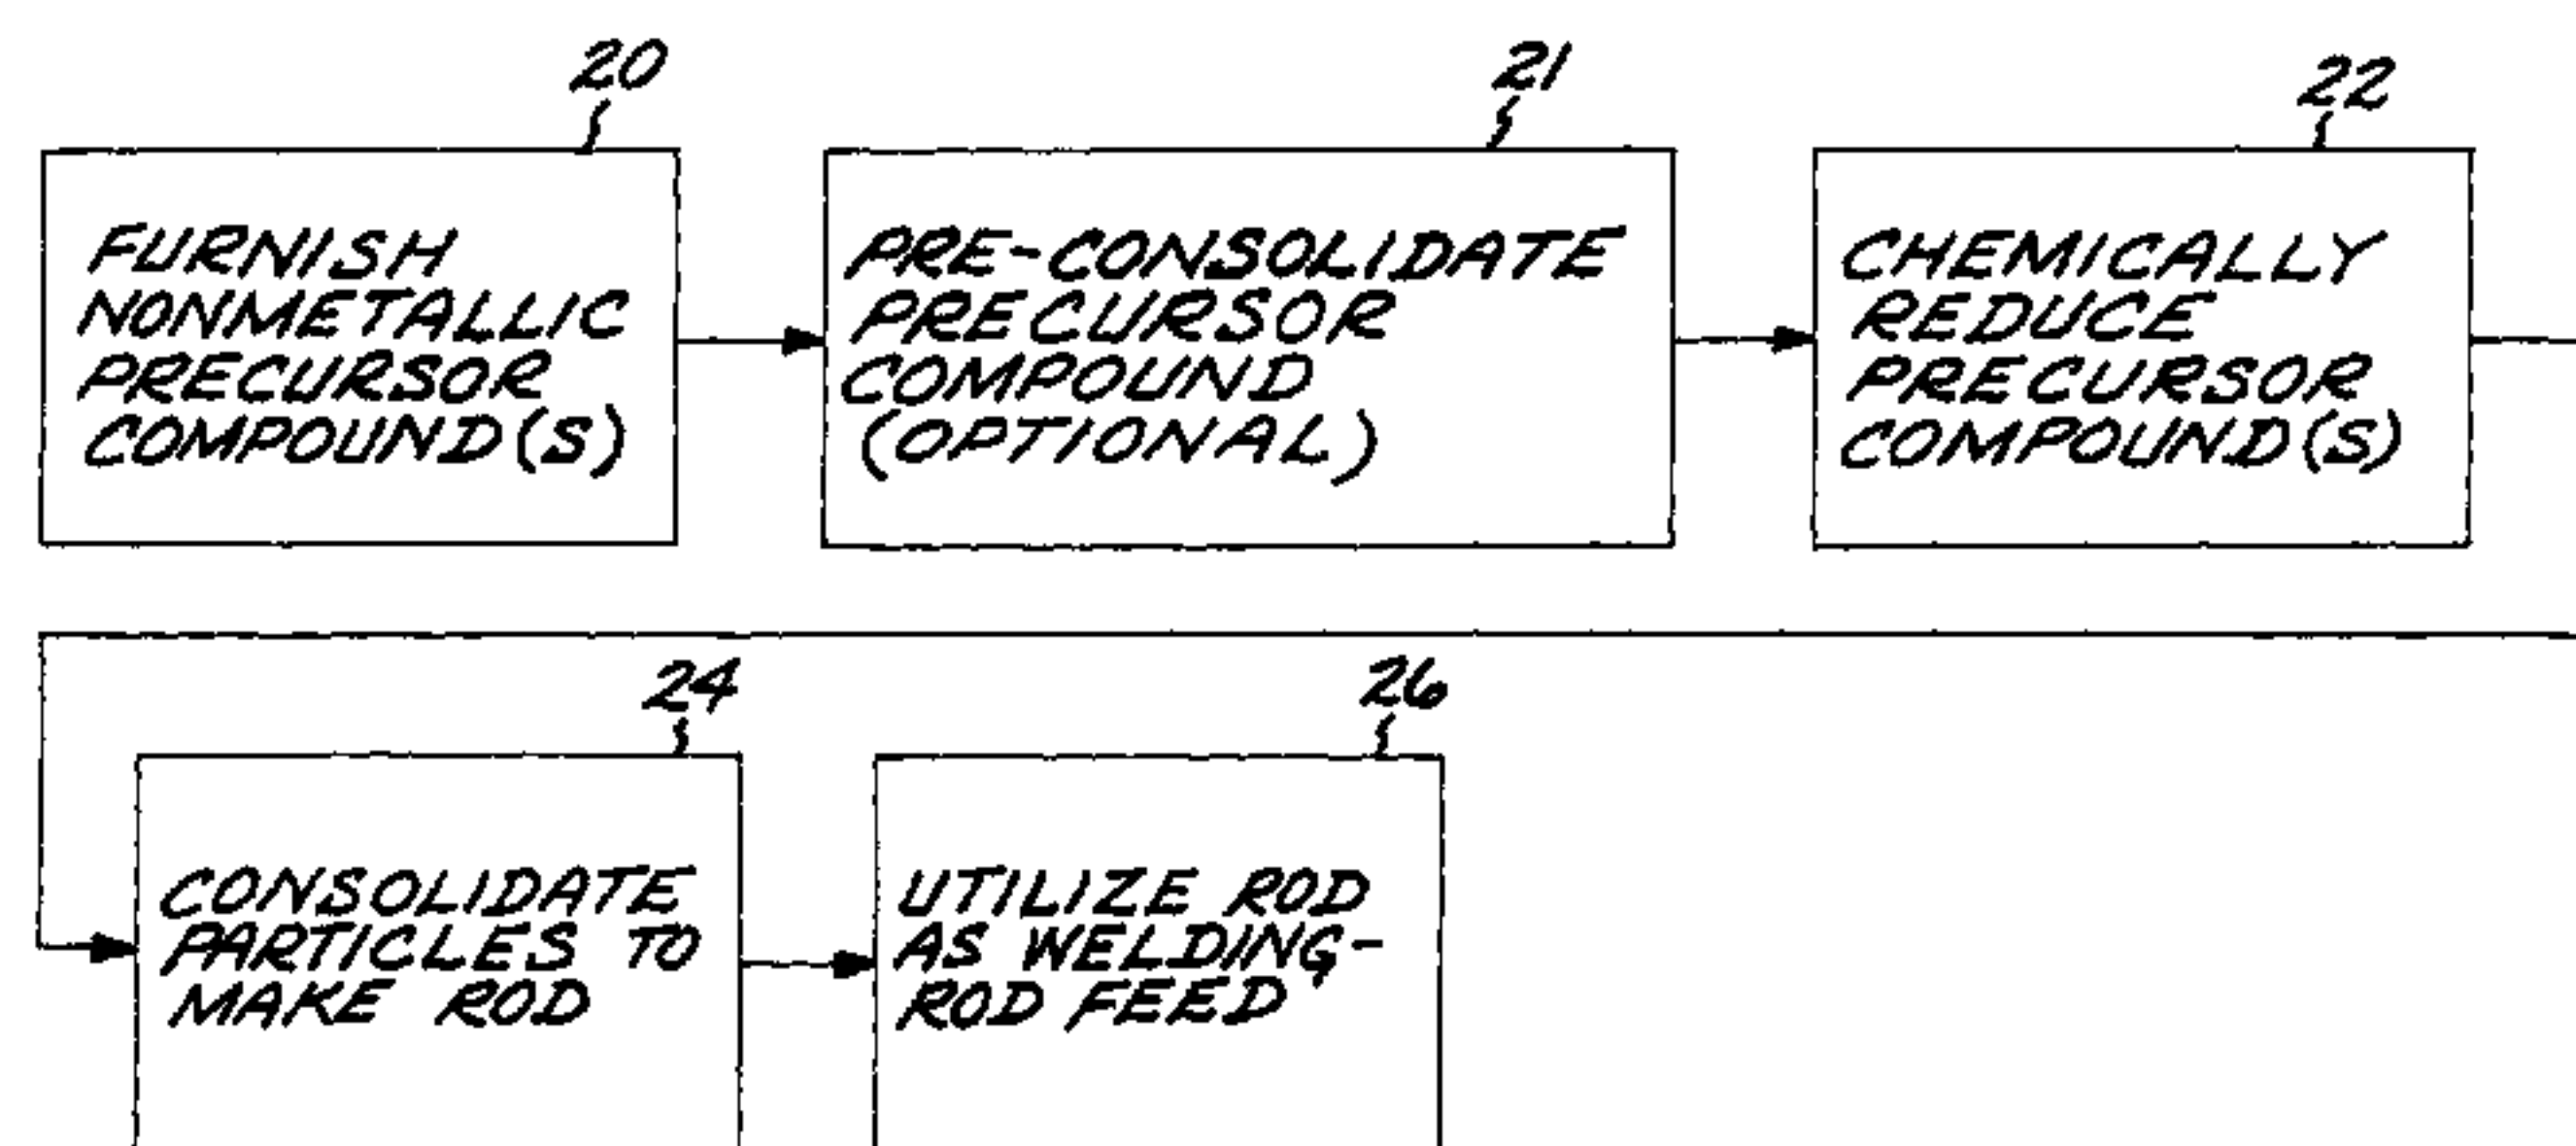 20
FURNISH
NONMETALLIC
PRECURSOR
COMPOUND(S)
21
PRE-CONSOLIDATE
PRECURSOR
COMPOUND
(OPTIONAL)
22
CHEMICALLY
REDUCE
PRECURSOR
COMPOUND(S)
24
CONSOLIDATE
PARTICLES TO
MAKE ROD
26
UTILIZE ROD
AS WELDING-
ROD FEED